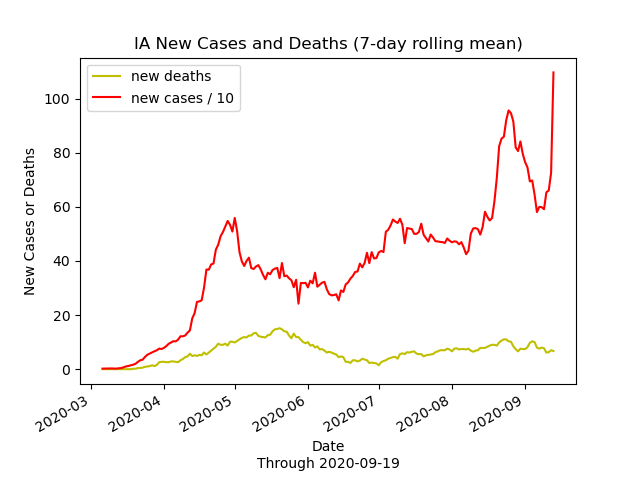 IA New Cases and Deaths (7-day rolling mean)
new deaths
new cases / 10
New Cases or Deaths
100
80
60
40
20
0
2020-03
2020-04
2020-05
2020-06
2020-07
2020-08
2020-09
Date
Through 2020-09-19